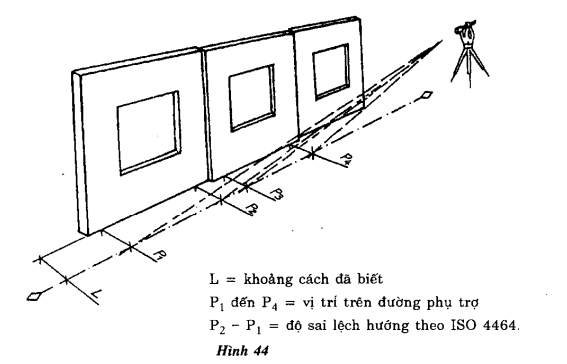 P₄
P₃
P₂
P₁
L
L = khoảng cách đã biết
P₁ đến P₄ = vị trí trên đường phụ trợ
P₂ - P₁ = độ sai lệch hướng theo ISO 4464.
Hình 44